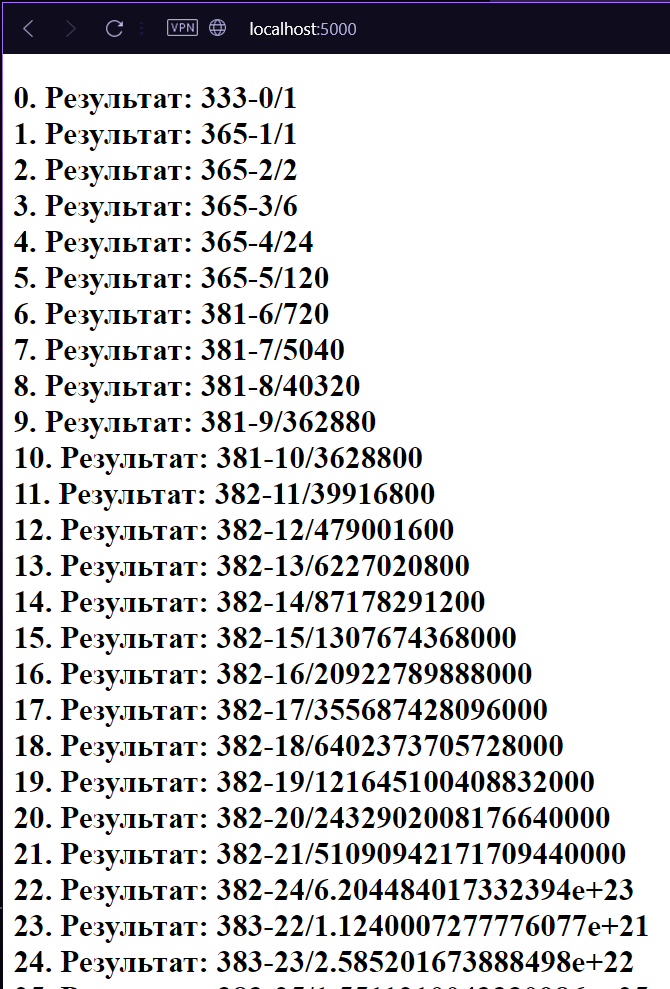 VPN localhost:5000
0. Результат: 333-0/1
1. Результат: 365-1/1
2. Результат: 365-2/2
3. Результат: 365-3/6
4. Результат: 365-4/24
5. Результат: 365-5/120
6. Результат: 381-6/720
7. Результат: 381-7/5040
8. Результат: 381-8/40320
9. Результат: 381-9/362880
10. Результат: 381-10/3628800
11. Результат: 382-11/39916800
12. Результат: 382-12/479001600
13. Результат: 382-13/6227020800
14. Результат: 382-14/87178291200
15. Результат: 382-15/1307674368000
16. Результат: 382-16/20922789888000
17. Результат: 382-17/355687428096000
18. Результат: 382-18/6402373705728000
19. Результат: 382-19/121645100408832000
20. Результат: 382-20/2432902008176640000
21. Результат: 382-21/51090942171709440000
22. Результат: 382-24/6.204484017332394e+23
23. Результат: 383-22/1.1240007277776077e+21
24. Результат: 383-23/2.585201673888498e+22